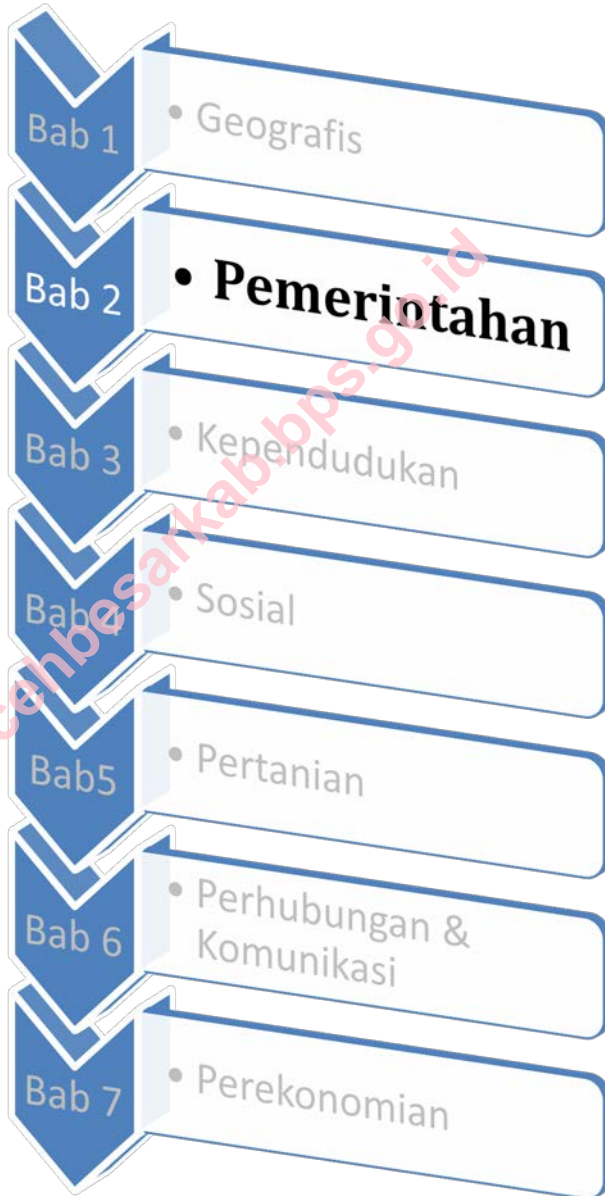 Bab 1
• Geografis
Bab 2
• Pemerintahan
Bab 3
• Kependudukan
Bab 4
• Sosial
Bab5
• Pertanian
Bab 6
• Perhubungan &
Komunikasi
Bab 7
• Perekonomian
cehbesarkab.bps.go.id